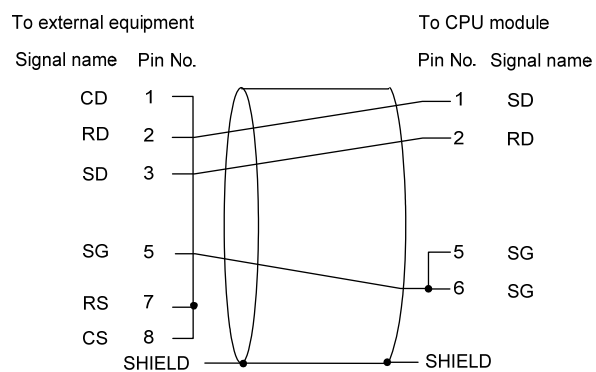 To external equipment To CPU module
Signal name Pin No. Pin No. Signal name
CD 1 1 SD
RD 2 2 RD
SD 3
SG 5 5 SG
6 SG
RS 7
CS 8
SHIELD SHIELD